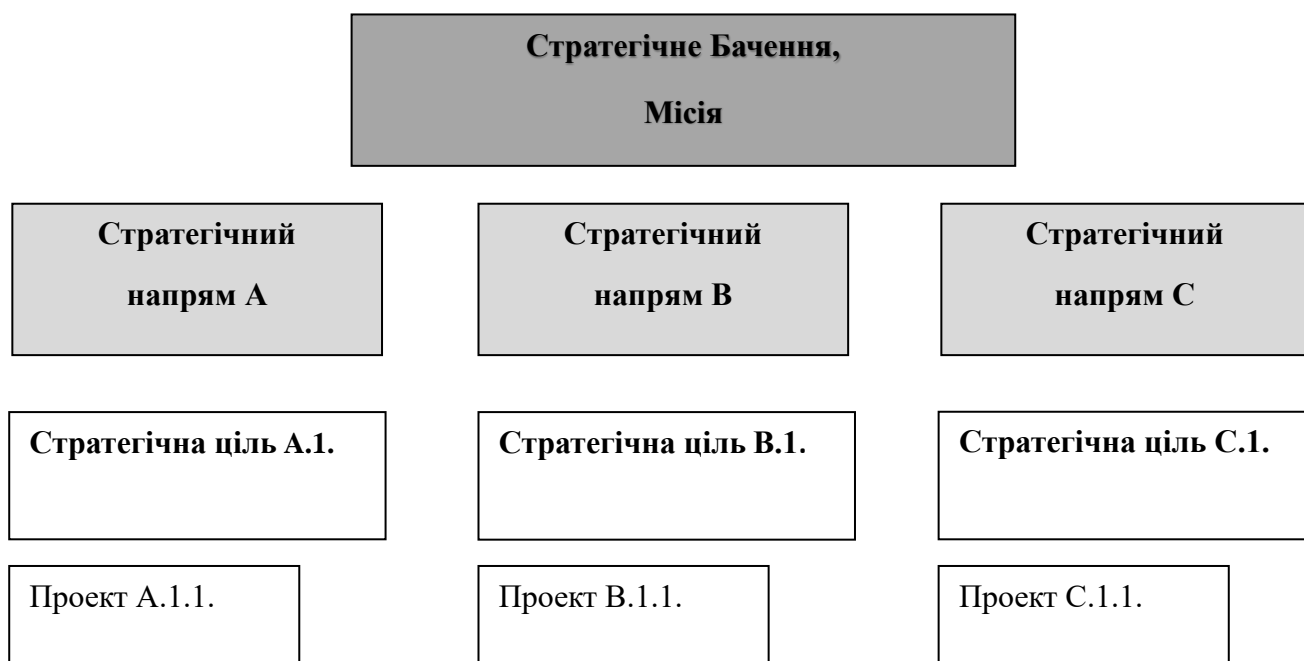 Стратегічне Бачення,
Місія
Стратегічний
напрям А
Стратегічний
напрям В
Стратегічний
напрям С
Стратегічна ціль А.1.
Стратегічна ціль В.1.
Стратегічна ціль С.1.
Проект А.1.1.
Проект В.1.1.
Проект С.1.1.